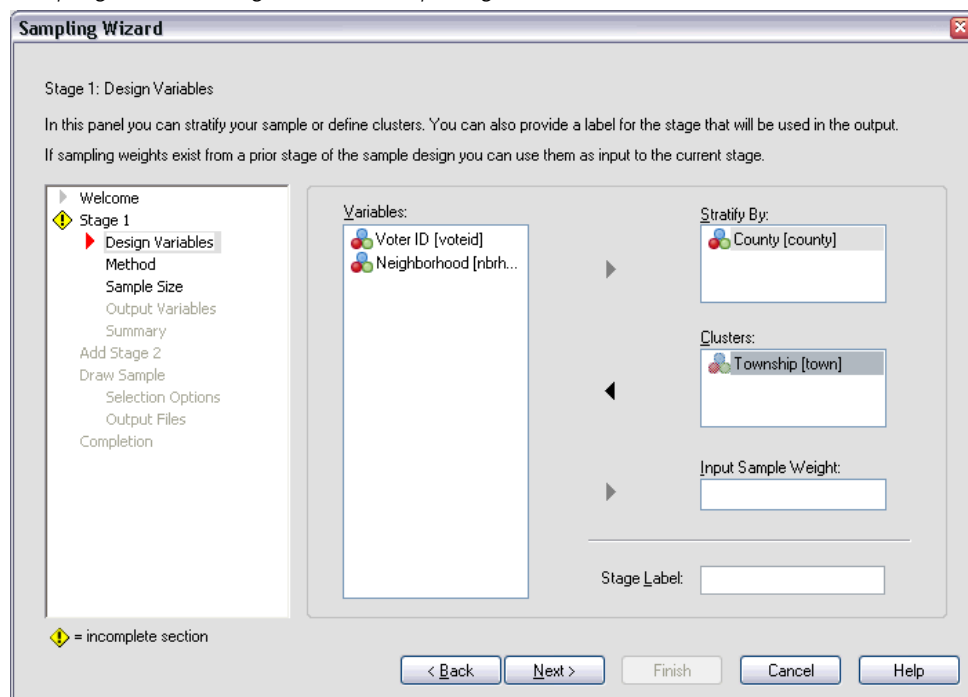 Sampling Wizard
Stage 1: Design Variables
In this panel you can stratify your sample or define clusters. You can also provide a label for the stage that will be used in the output.
If sampling weights exist from a prior stage of the sample design you can use them as input to the current stage.
Welcome
Stage 1
Design Variables
Method
Sample Size
Output Variables
Summary
Add Stage 2
Draw Sample
Selection Options
Output Files
Completion
! = incomplete section
Variables:
Voter ID [voteid]
Neighborhood [nbrh...
Stratify By:
County [county]
Clusters:
Township [town]
Input Sample Weight:
Stage Label:
< Back
Next >
Finish
Cancel
Help